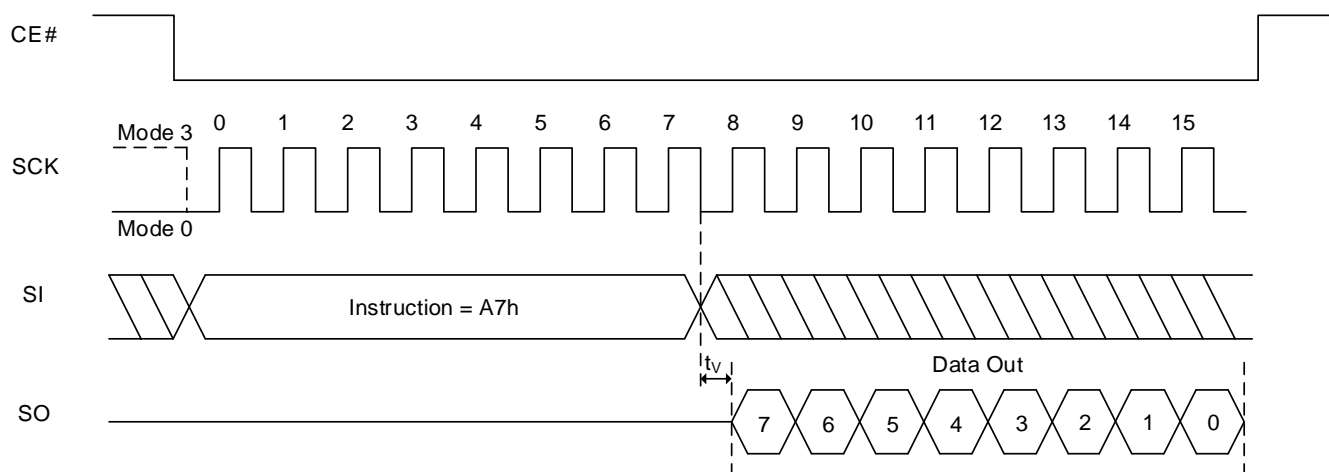 CE#
SCK
Mode 3
0 1 2 3 4 5 6 7 8 9 10 11 12 13 14 15
Mode 0
SI
Instruction = A7h
tV
Data Out
SO
7 6 5 4 3 2 1 0